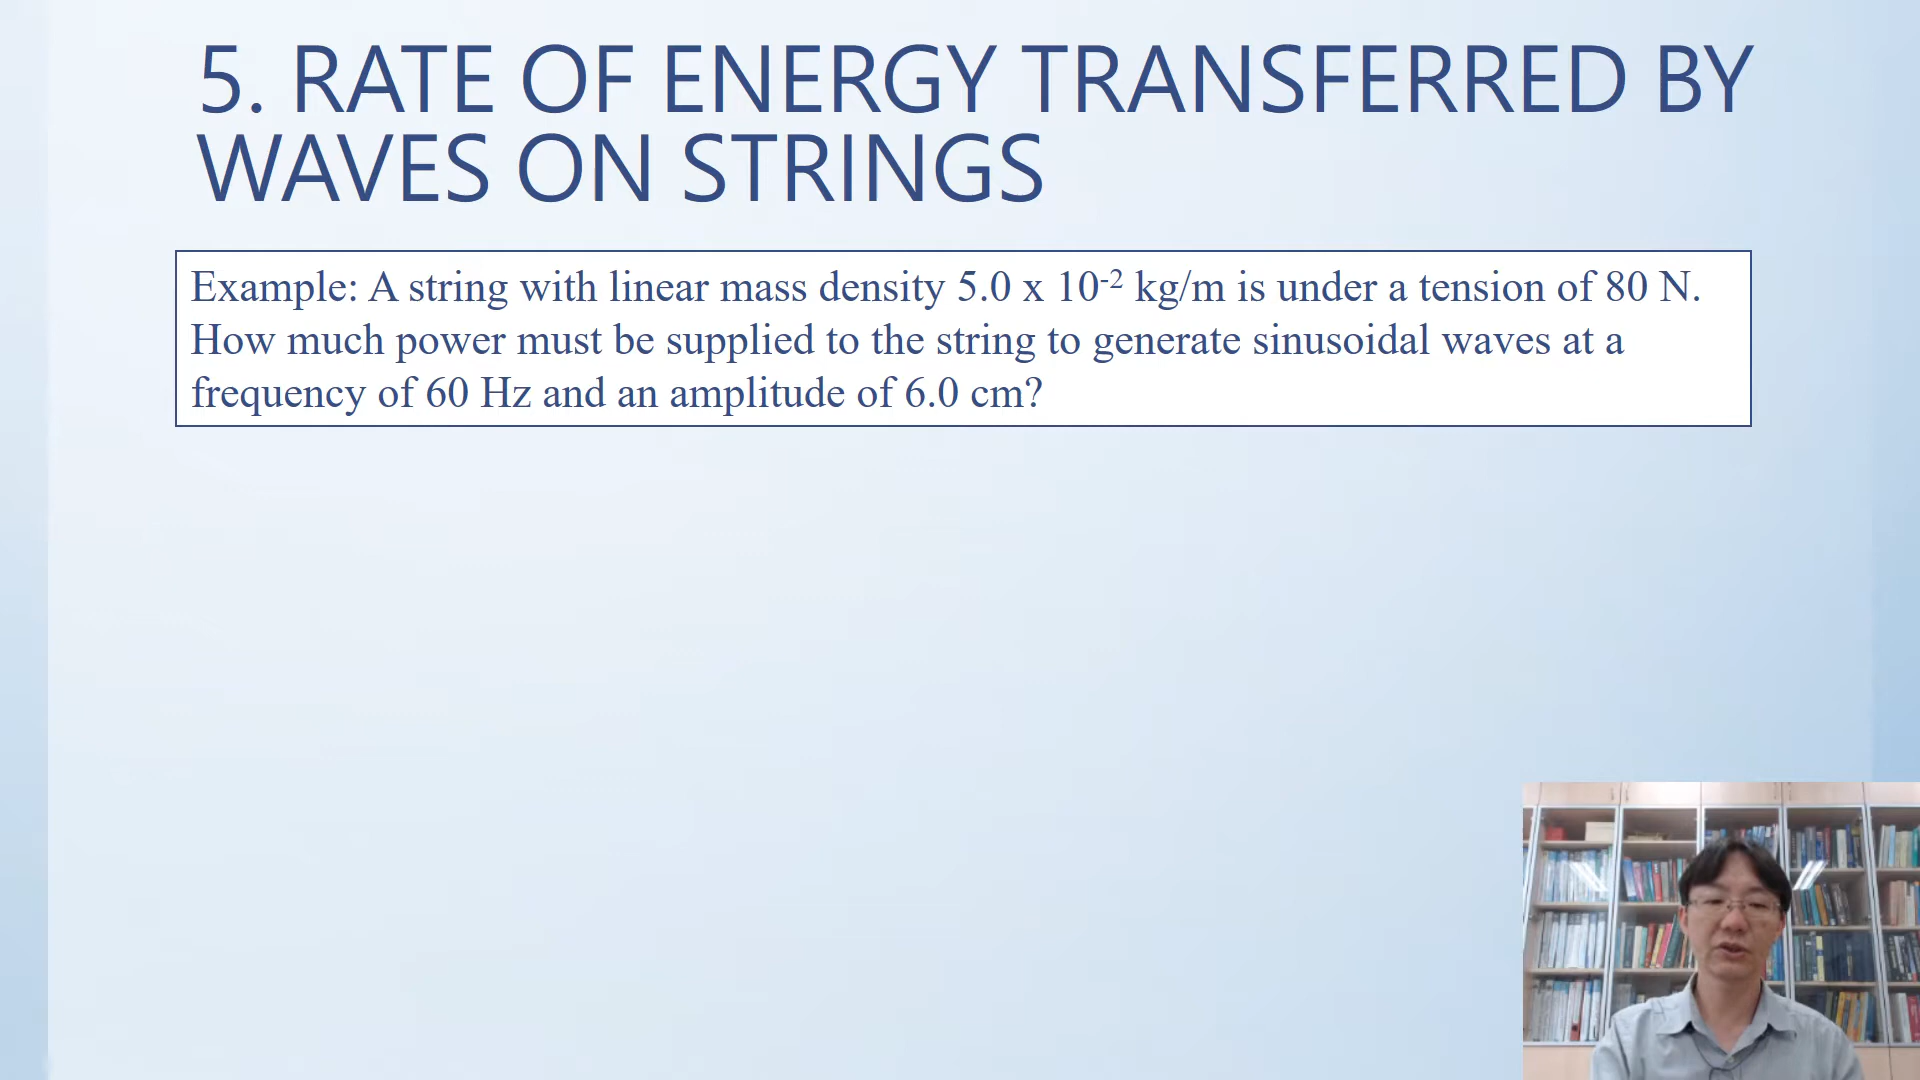 5. RATE OF ENERGY TRANSFERRED BY
WAVES ON STRINGS
Example: A string with linear mass density 5.0 x 10⁻² kg/m is under a tension of 80 N.
How much power must be supplied to the string to generate sinusoidal waves at a
frequency of 60 Hz and an amplitude of 6.0 cm?